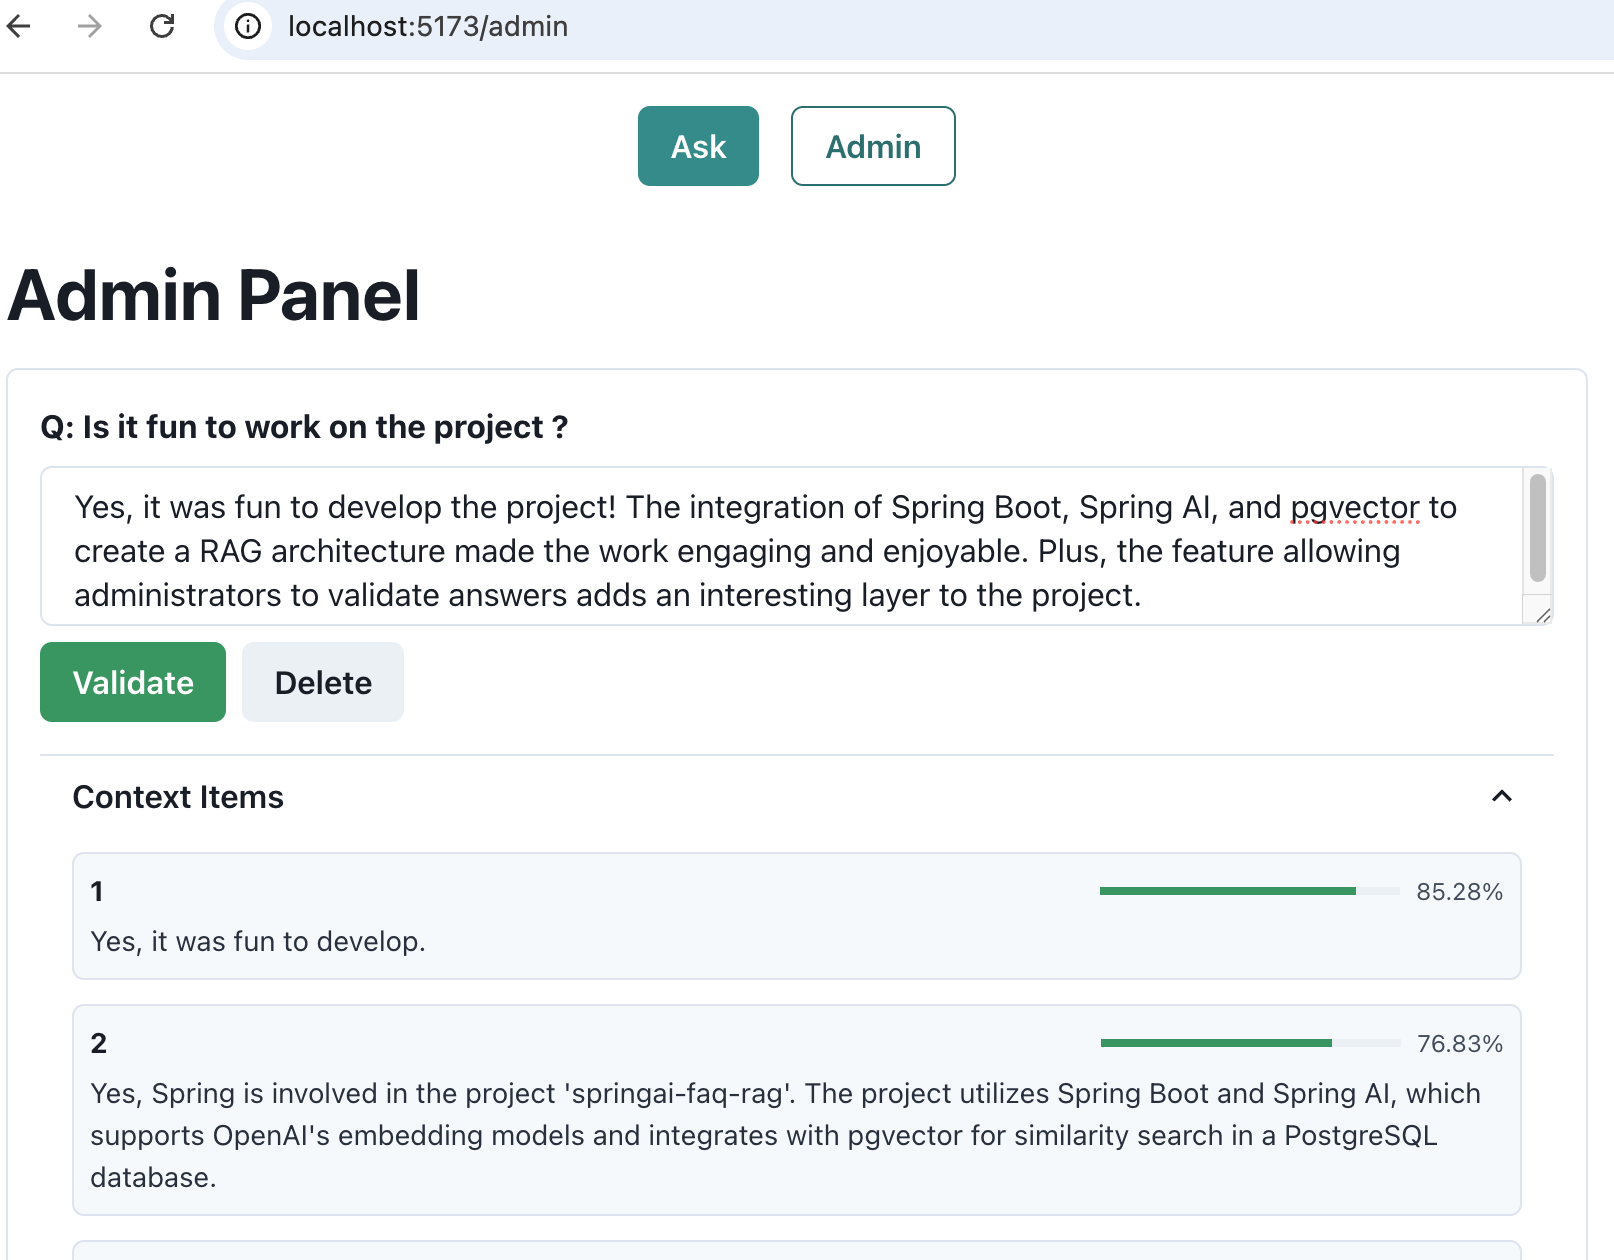 localhost:5173/admin
Ask
Admin
Admin Panel
Q: Is it fun to work on the project ?
Yes, it was fun to develop the project! The integration of Spring Boot, Spring AI, and pgvector to
create a RAG architecture made the work engaging and enjoyable. Plus, the feature allowing
administrators to validate answers adds an interesting layer to the project.
Validate
Delete
Context Items
1
85.28%
Yes, it was fun to develop.
2
76.83%
Yes, Spring is involved in the project 'springai-faq-rag'. The project utilizes Spring Boot and Spring AI, which
supports OpenAI's embedding models and integrates with pgvector for similarity search in a PostgreSQL
database.